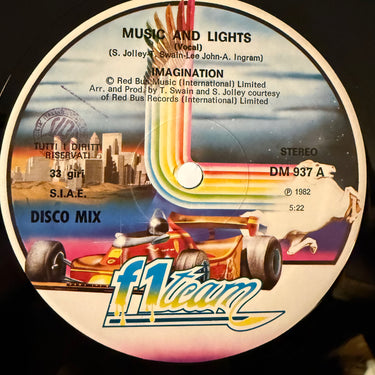 MUSIC AND LIGHTS
(Vocal)
(S. Jolley-T. Swain-Lee John-A. Ingram)
IMAGINATION
© Red Bus Music (International) Limited
Arr. and Prod. by T. Swain and S. Jolley courtesy
of Red Bus Records (International) Limited
TUTTI I DIRITTI
RISERVATI
33 giri
S.I.A.E.
DISCO MIX
STEREO
DM 937 A
Ⓟ 1982
5:22
f1 team